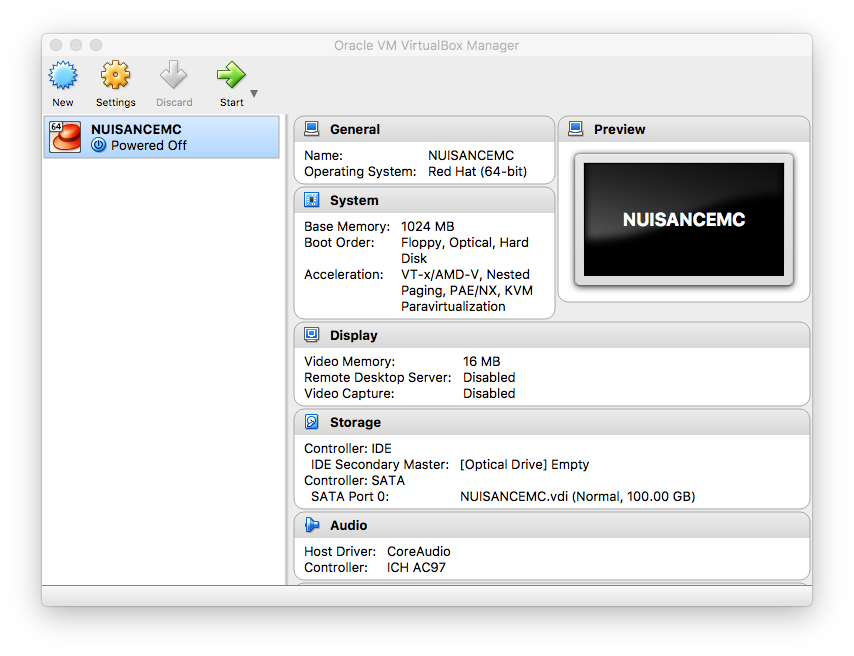 Oracle VM VirtualBox Manager
New Settings Discard Start
64 NUISANCEMC
Powered Off
General
Name: NUISANCEMC
Operating System: Red Hat (64-bit)
System
Base Memory: 1024 MB
Boot Order: Floppy, Optical, Hard
Disk
Acceleration: VT-x/AMD-V, Nested
Paging, PAE/NX, KVM
Paravirtualization
Preview
NUISANCEMC
Display
Video Memory: 16 MB
Remote Desktop Server: Disabled
Video Capture: Disabled
Storage
Controller: IDE
IDE Secondary Master: [Optical Drive] Empty
Controller: SATA
SATA Port 0: NUISANCEMC.vdi (Normal, 100.00 GB)
Audio
Host Driver: CoreAudio
Controller: ICH AC97